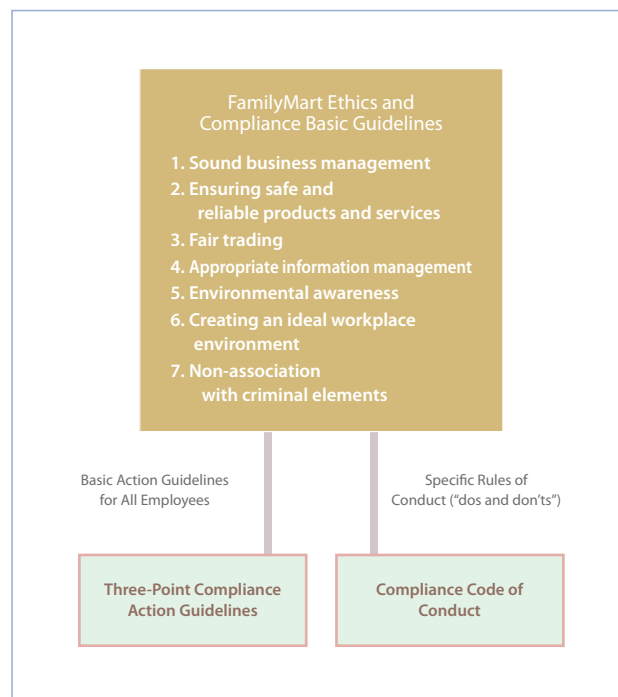 FamilyMart Ethics and
Compliance Basic Guidelines
1. Sound business management
2. Ensuring safe and
reliable products and services
3. Fair trading
4. Appropriate information management
5. Environmental awareness
6. Creating an ideal workplace
environment
7. Non-association
with criminal elements
Basic Action Guidelines
for All Employees
Specific Rules of
Conduct (“dos and don’ts”)
Three-Point Compliance
Action Guidelines
Compliance Code of
Conduct